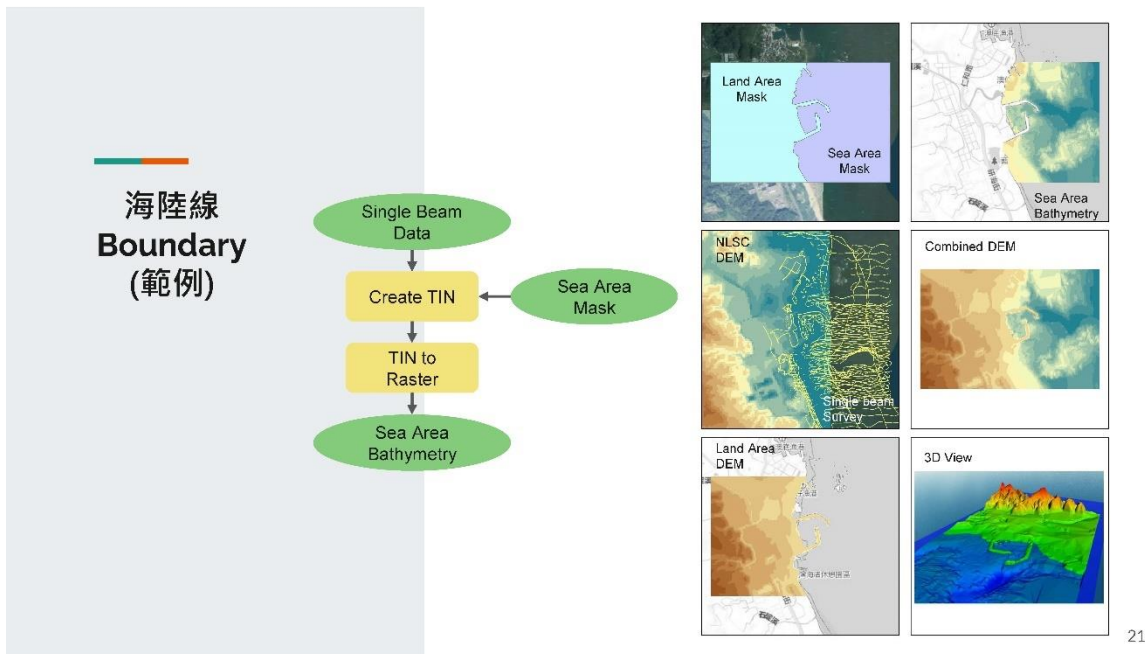 海陸線
Boundary
(範例)
Single Beam
Data
Create TIN
Sea Area
Mask
TIN to
Raster
Sea Area
Bathymetry
Land Area
Mask
Sea Area
Mask
Sea Area
Bathymetry
NLSC
DEM
Single beam
Survey
Combined DEM
Land Area
DEM
3D View
21